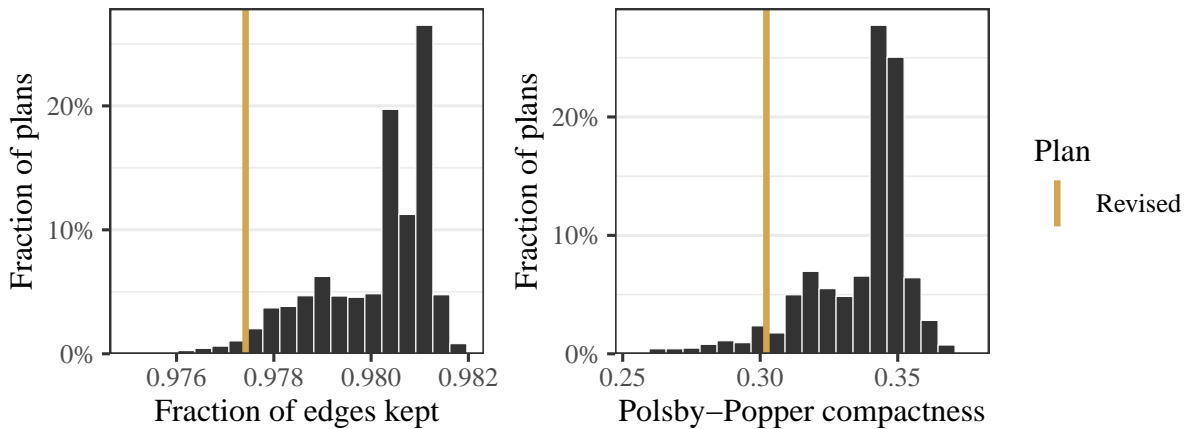 Fraction of plans
20%
10%
0%
0.976 0.978 0.980 0.982
Fraction of edges kept
Fraction of plans
20%
10%
0%
0.25 0.30 0.35
Polsby−Popper compactness
Plan
Revised